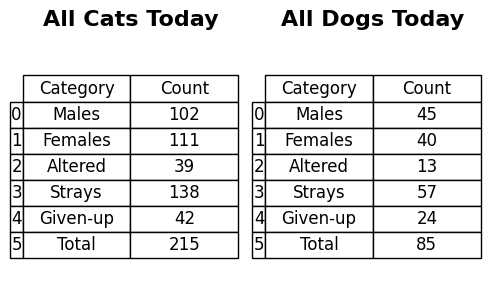 All Cats Today
Category Count
0 Males 102
1 Females 111
2 Altered 39
3 Strays 138
4 Given-up 42
5 Total 215
All Dogs Today
Category Count
0 Males 45
1 Females 40
2 Altered 13
3 Strays 57
4 Given-up 24
5 Total 85